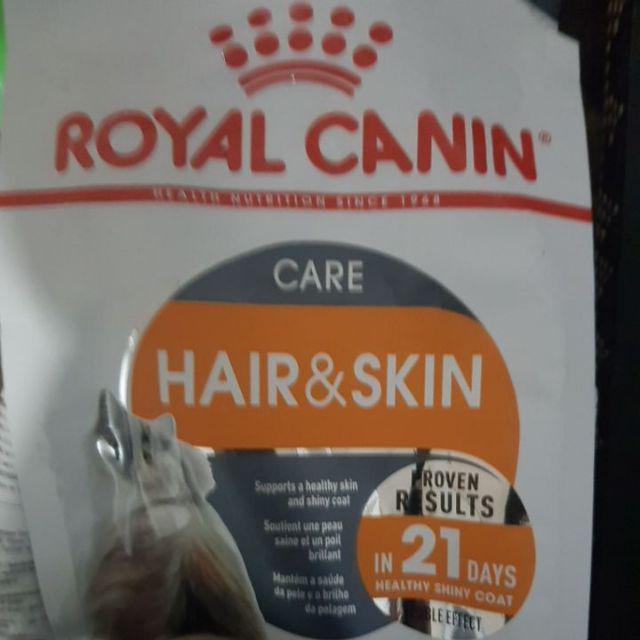 ROYAL CANIN®
HEALTH NUTRITION SINCE 1968
CARE
HAIR&SKIN
Supports a healthy skin
and shiny coat
Soutient une peau
saine et un poil
brillant
Mantém a saúde
da pele e o brilho
da pelagem
PROVEN
RESULTS
IN 21 DAYS
HEALTHY SHINY COAT
EFFECT